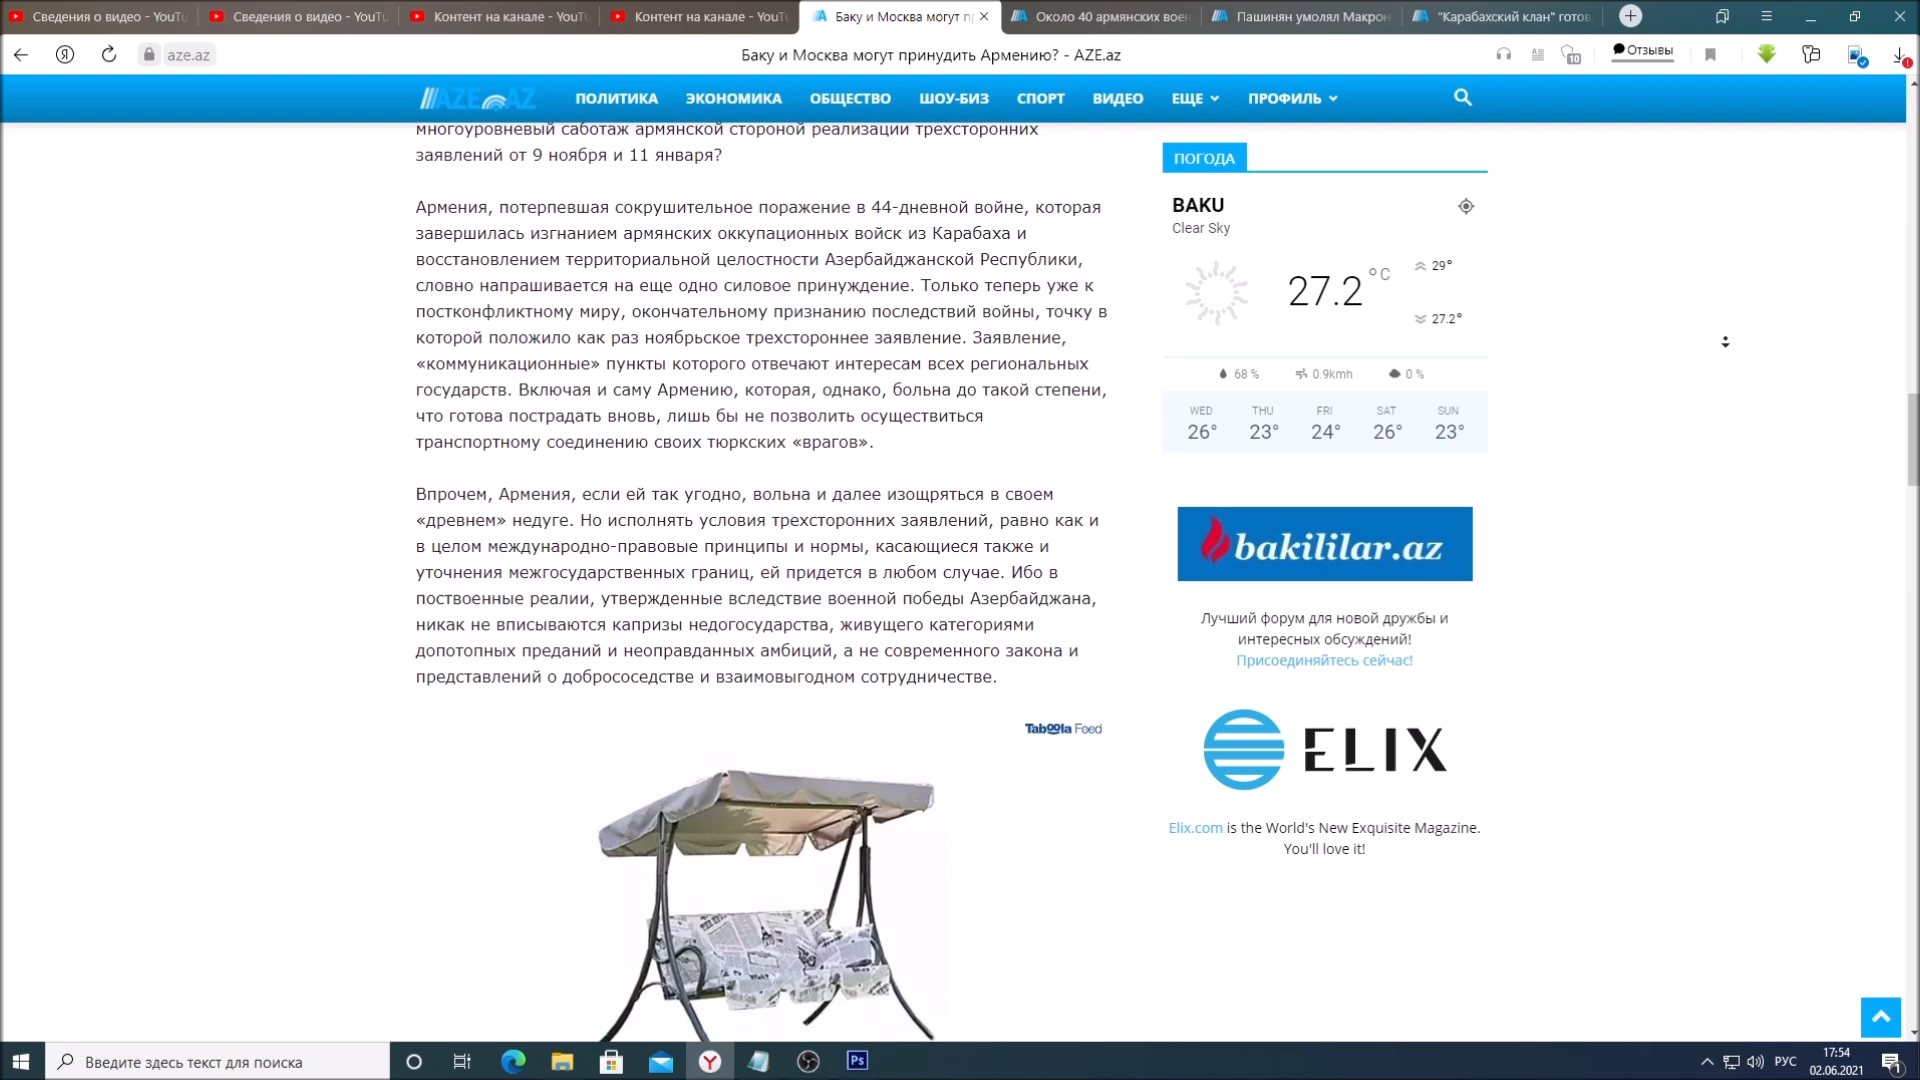 Сведения о видео - YouTu
Сведения о видео - YouTu
Контент на канале - YouTu
Контент на канале - YouTu
Баку и Москва могут пр
Около 40 армянских воен
Пашинян умолял Макрон
"Карабахский клан" готов
aze.az
Баку и Москва могут принудить Армению? - AZE.az
10
Отзывы
AZE AZ
ПОЛИТИКА
ЭКОНОМИКА
ОБЩЕСТВО
ШОУ-БИЗ
СПОРТ
ВИДЕО
ЕЩЕ
ПРОФИЛЬ
многоуровневый саботаж армянской стороной реализации трехсторонних
заявлений от 9 ноября и 11 января?
Армения, потерпевшая сокрушительное поражение в 44-дневной войне, которая
завершилась изгнанием армянских оккупационных войск из Карабаха и
восстановлением территориальной целостности Азербайджанской Республики,
словно напрашивается на еще одно силовое принуждение. Только теперь уже к
постконфликтному миру, окончательному признанию последствий войны, точку в
которой положило как раз ноябрьское трехстороннее заявление. Заявление,
«коммуникационные» пункты которого отвечают интересам всех региональных
государств. Включая и саму Армению, которая, однако, больна до такой степени,
что готова пострадать вновь, лишь бы не позволить осуществиться
транспортному соединению своих тюркских «врагов».
Впрочем, Армения, если ей так угодно, вольна и далее изощряться в своем
«древнем» недуге. Но исполнять условия трехсторонних заявлений, равно как и
в целом международно-правовые принципы и нормы, касающиеся также и
уточнения межгосударственных границ, ей придется в любом случае. Ибо в
поствоенные реалии, утвержденные вследствие военной победы Азербайджана,
никак не вписываются капризы недогосударства, живущего категориями
допотопных преданий и неоправданных амбиций, а не современного закона и
представлений о добрососедстве и взаимовыгодном сотрудничестве.
Taboola Feed
ПОГОДА
BAKU
Clear Sky
27.2 °C
29°
27.2°
68 %
0.9kmh
0 %
WED THU FRI SAT SUN
26° 23° 24° 26° 23°
bakililar.az
Лучший форум для новой дружбы и
интересных обсуждений!
Присоединяйтесь сейчас!
ELIX
Elix.com is the World's New Exquisite Magazine.
You'll love it!
Введите здесь текст для поиска
Ps
РУС
17:54
02.06.2021
1